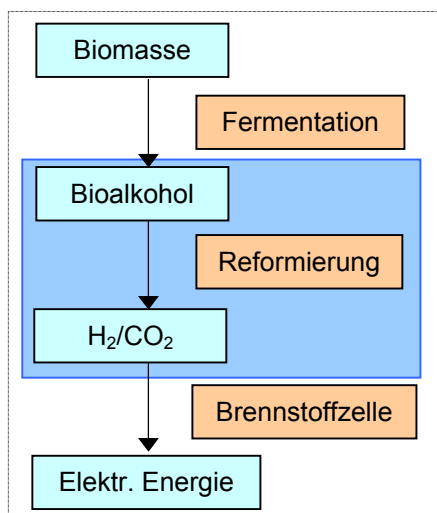 Biomasse
Fermentation
Bioalkohol
Reformierung
H₂/CO₂
Brennstoffzelle
Elektr. Energie